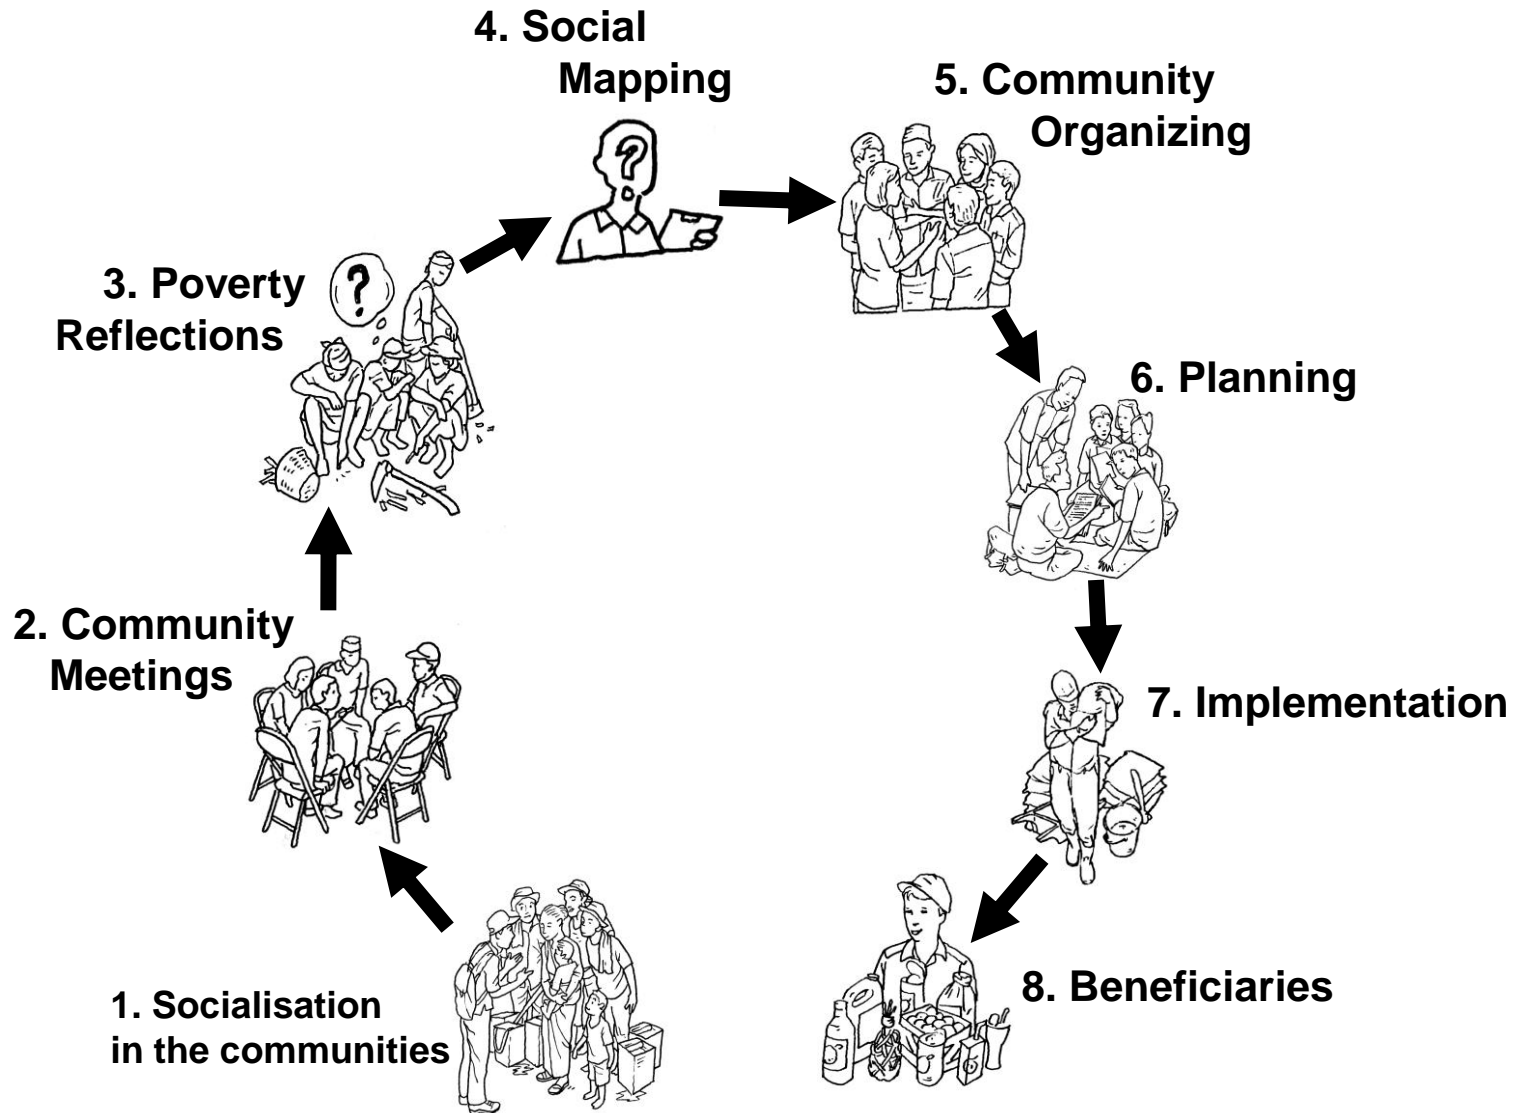 4. Social
Mapping
5. Community
Organizing
3. Poverty
Reflections
6. Planning
2. Community
Meetings
7. Implementation
1. Socialisation
in the communities
8. Beneficiaries
?
?